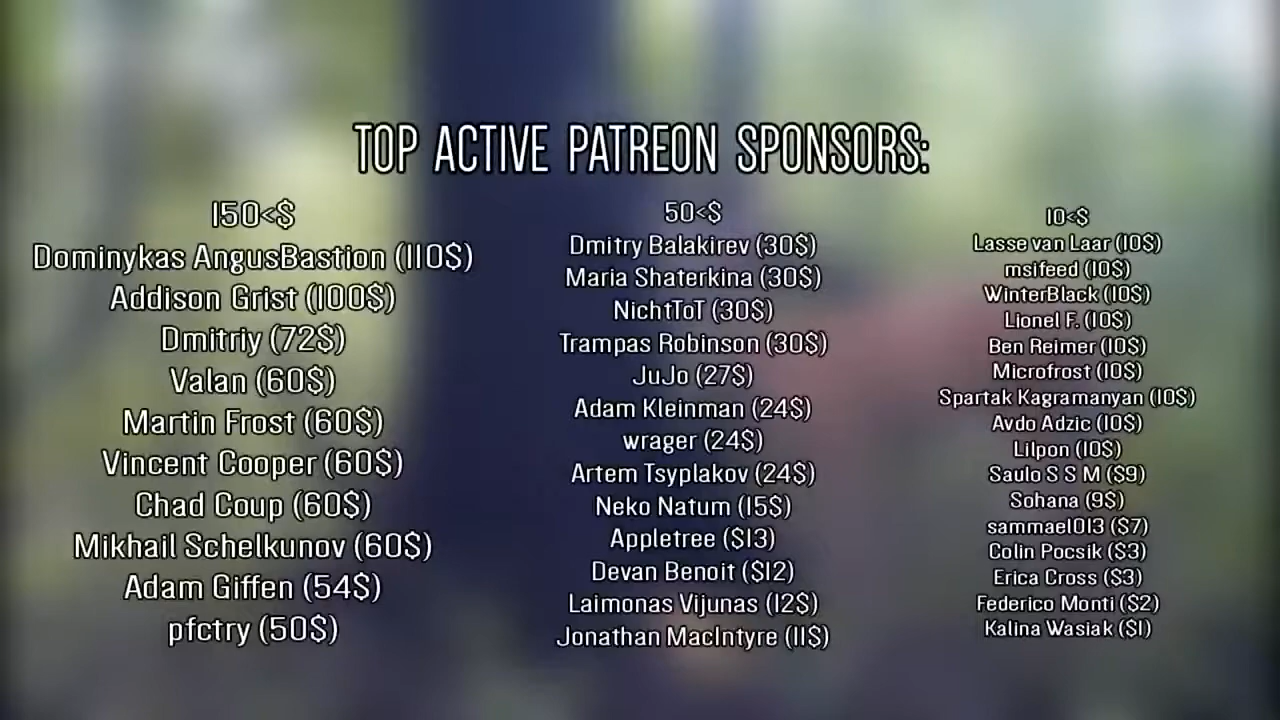 TOP ACTIVE PATREON SPONSORS:
150<$
Dominykas AngusBastion (110$)
Addison Grist (100$)
Dmitriy (72$)
Valan (60$)
Martin Frost (60$)
Vincent Cooper (60$)
Chad Coup (60$)
Mikhail Schelkunov (60$)
Adam Giffen (54$)
pfctry (50$)
50<$
Dmitry Balakirev (30$)
Maria Shaterkina (30$)
NichtToT (30$)
Trampas Robinson (30$)
JuJo (27$)
Adam Kleinman (24$)
wrager (24$)
Artem Tsyplakov (24$)
Neko Natum (15$)
Appletree ($13)
Devan Benoit ($12)
Laimonas Vijunas (12$)
Jonathan MacIntyre (11$)
10<$
Lasse van Laar (10$)
msifeed (10$)
WinterBlack (10$)
Lionel F. (10$)
Ben Reimer (10$)
Microfrost (10$)
Spartak Kagramanyan (10$)
Avdo Adzic (10$)
Lilpon (10$)
Saulo S S M ($9)
Sohana (9$)
sammael013 ($7)
Colin Pocsik ($3)
Erica Cross ($3)
Federico Monti ($2)
Kalina Wasiak ($1)